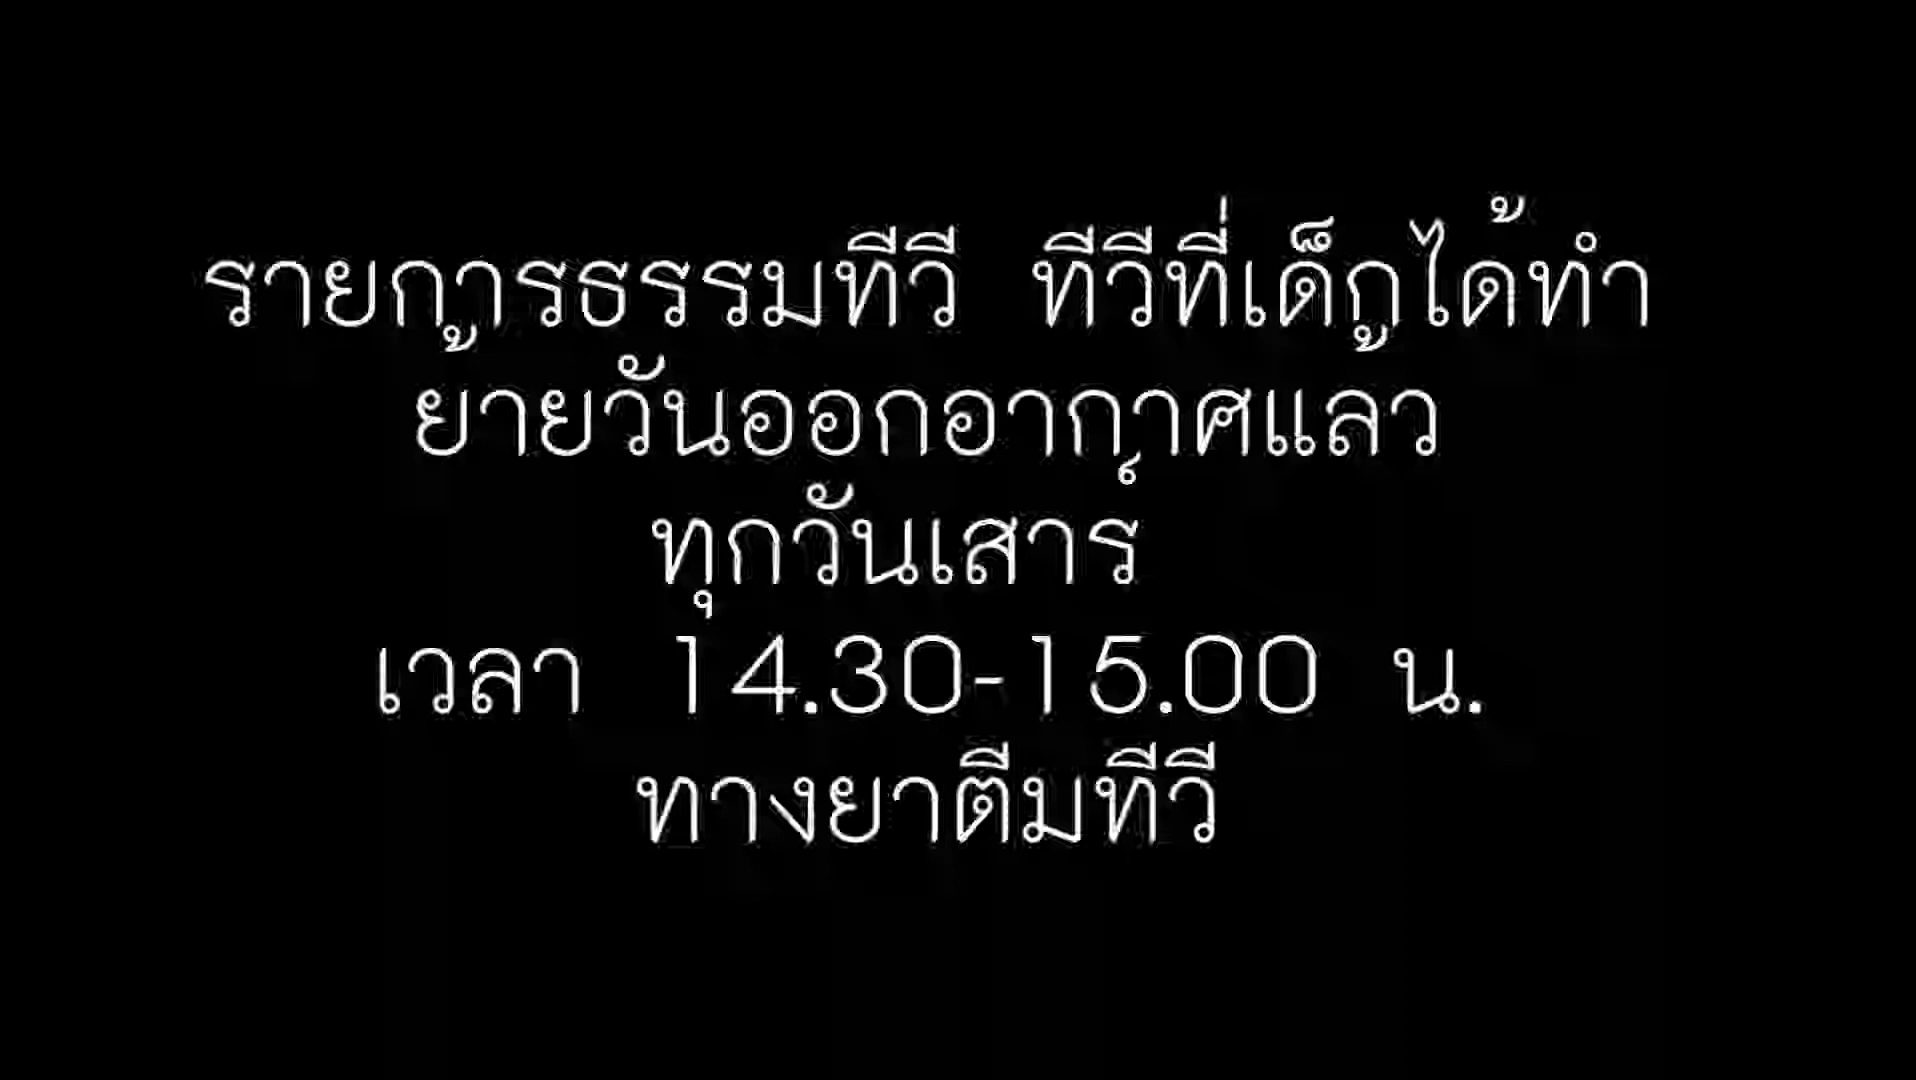 รายการธรรมทีวี ทีวีที่เด็กได้ทำ
ย้ายวันออกอากาศแล้ว
ทุกวันเสาร์
เวลา 14.30-15.00 น.
ทางยาตีมทีวี